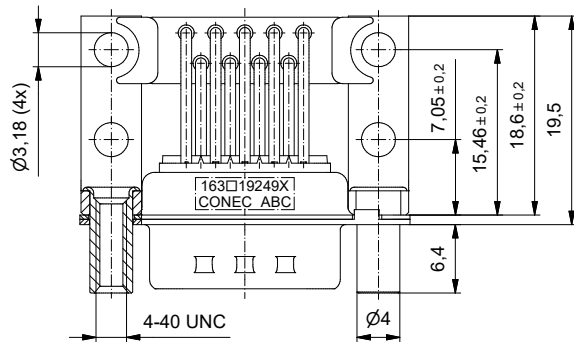 Ø3,18 (4x)
163□19249X
CONEC ABC
7,05 ±0,2
15,46 ±0,2
18,6 ±0,2
19,5
6,4
4-40 UNC
Ø4